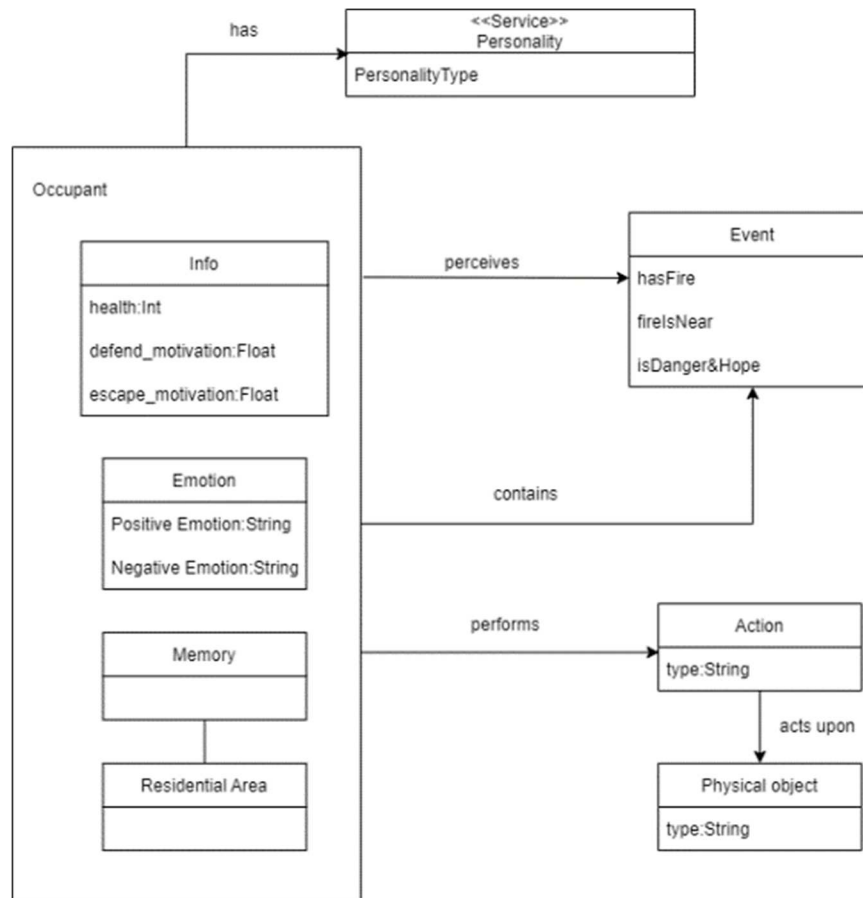 has
<<Service>>
Personality
PersonalityType
Occupant
Info
health:Int
defend_motivation:Float
escape_motivation:Float
perceives
Event
hasFire
fireIsNear
isDanger&Hope
Emotion
Positive Emotion:String
Negative Emotion:String
contains
Memory
performs
Action
type:String
acts upon
Residential Area
Physical object
type:String